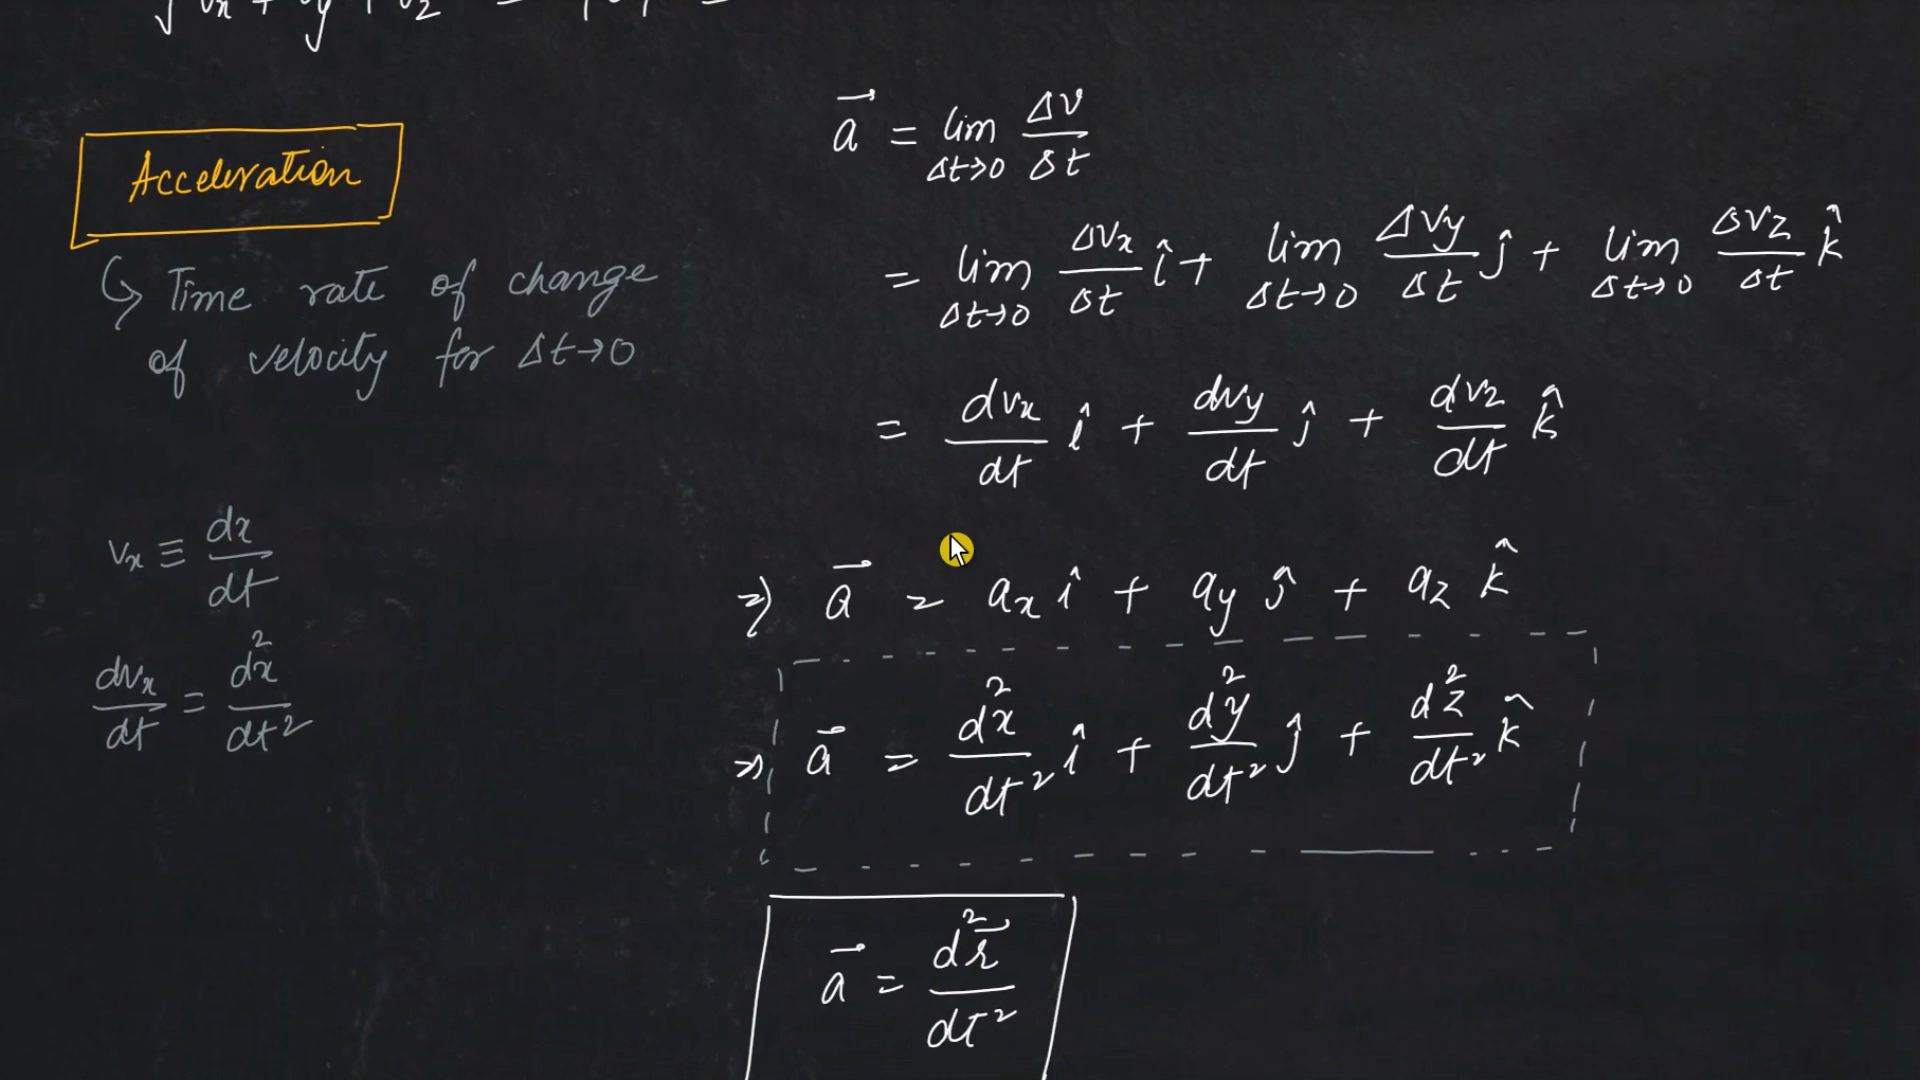 Acceleration
↳ Time rate of change
of velocity for Δt→0
vₓ ≡ dx/dt
dvₓ/dt = d²x/dt²
a⃗ = lim Δt→0 Δv/Δt
= lim Δt→0 Δvx/Δt î + lim Δt→0 Δvy/Δt ĵ + lim Δt→0 Δvz/Δt k̂
= dvx/dt î + dvy/dt ĵ + dvz/dt k̂
⇒ a⃗ = ax î + ay ĵ + az k̂
⇒ a⃗ = d²x/dt² î + d²y/dt² ĵ + d²z/dt² k̂
a⃗ = d²r⃗/dt²